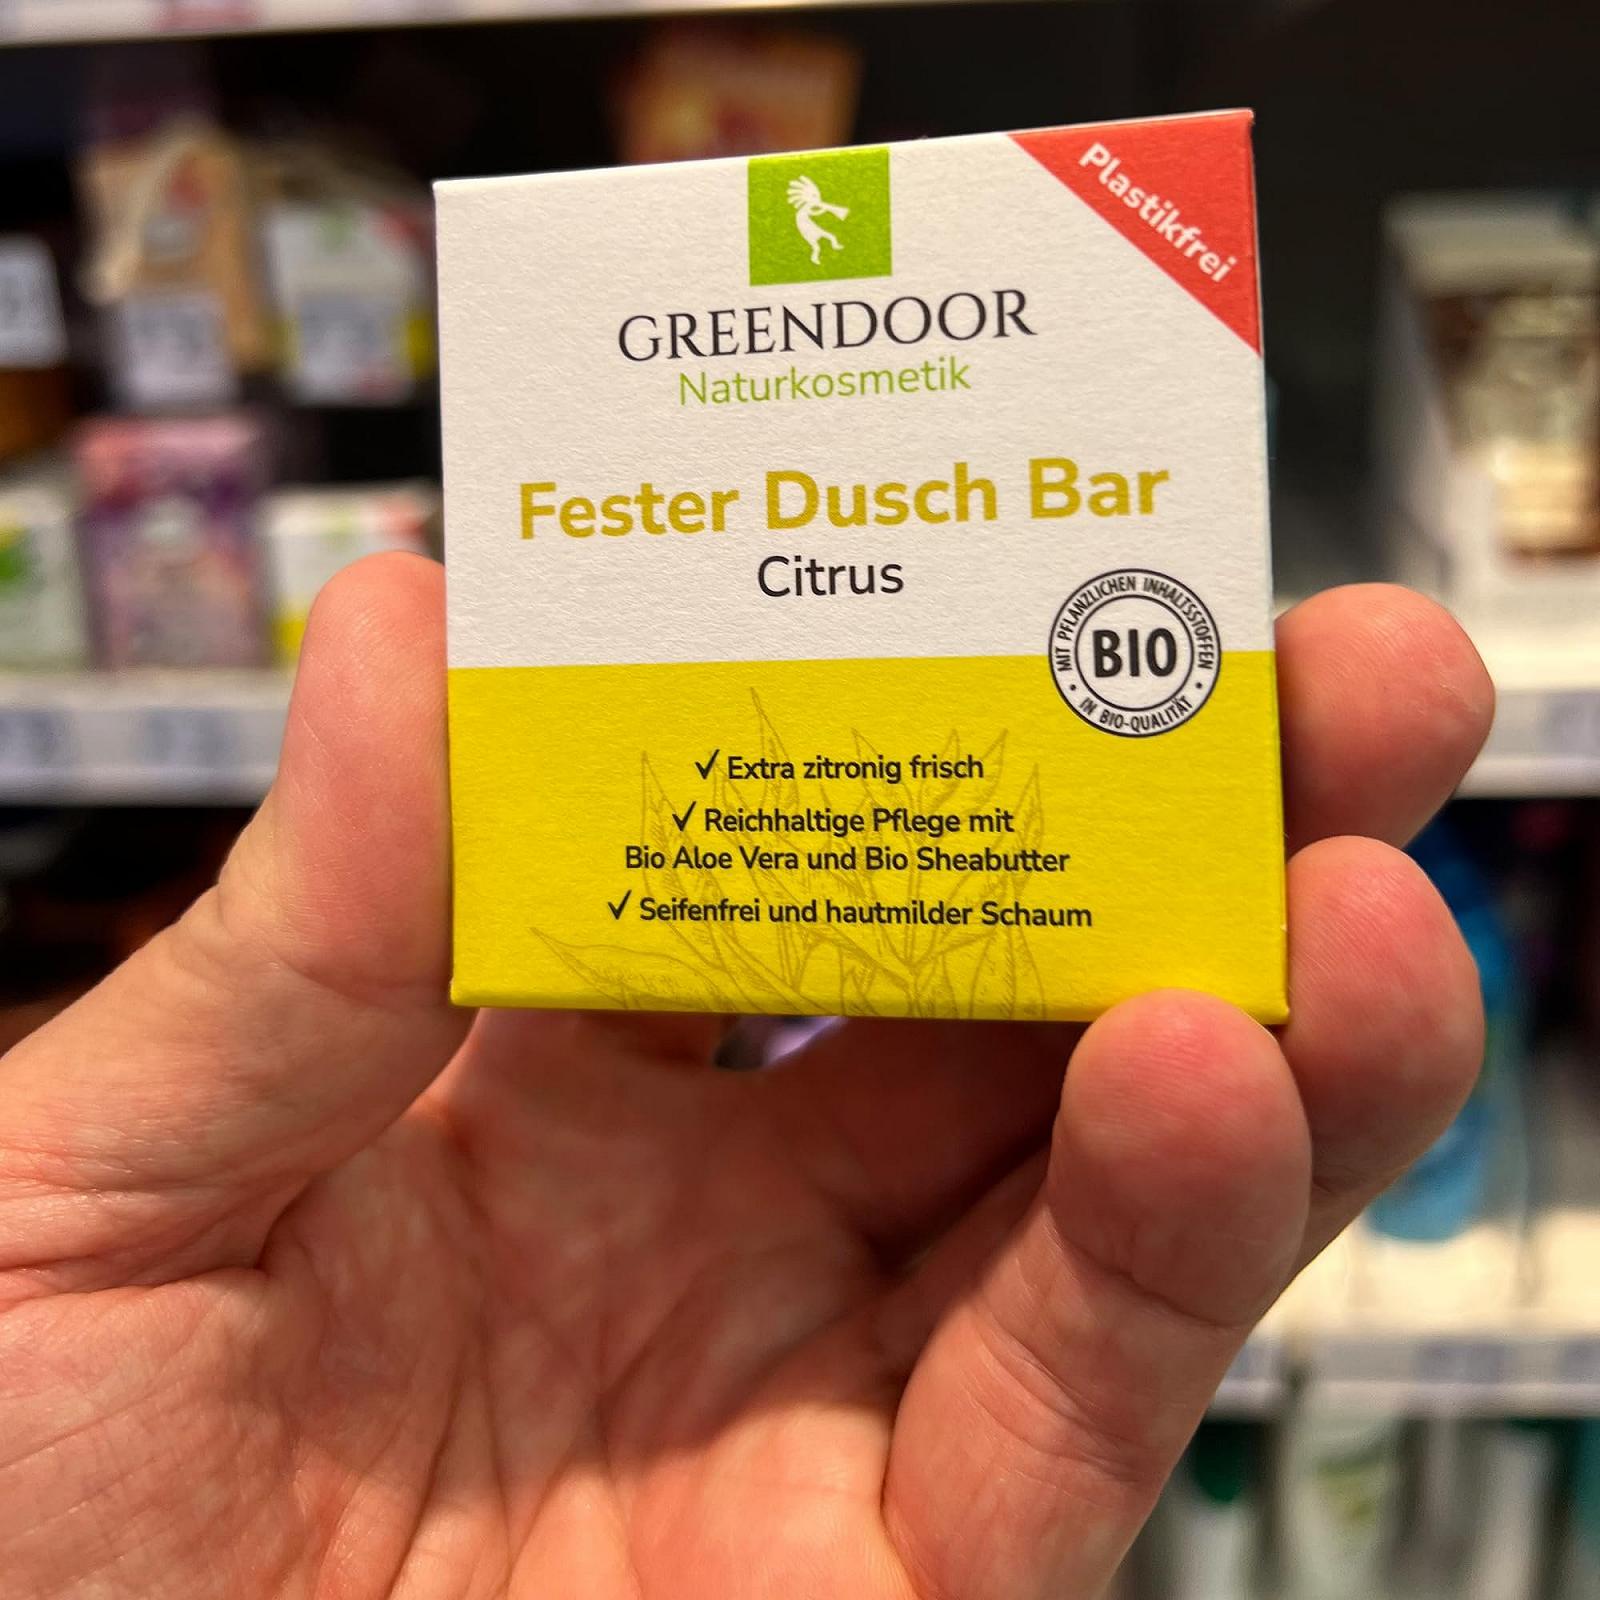 Plastikfrei
GREENDOOR
Naturkosmetik
Fester Dusch Bar
Citrus
MIT PFLANZLICHEN INHALTSSTOFFEN
BIO
• IN BIO-QUALITÄT •
✓ Extra zitronig frisch
✓ Reichhaltige Pflege mit
Bio Aloe Vera und Bio Sheabutter
✓ Seifenfrei und hautmilder Schaum